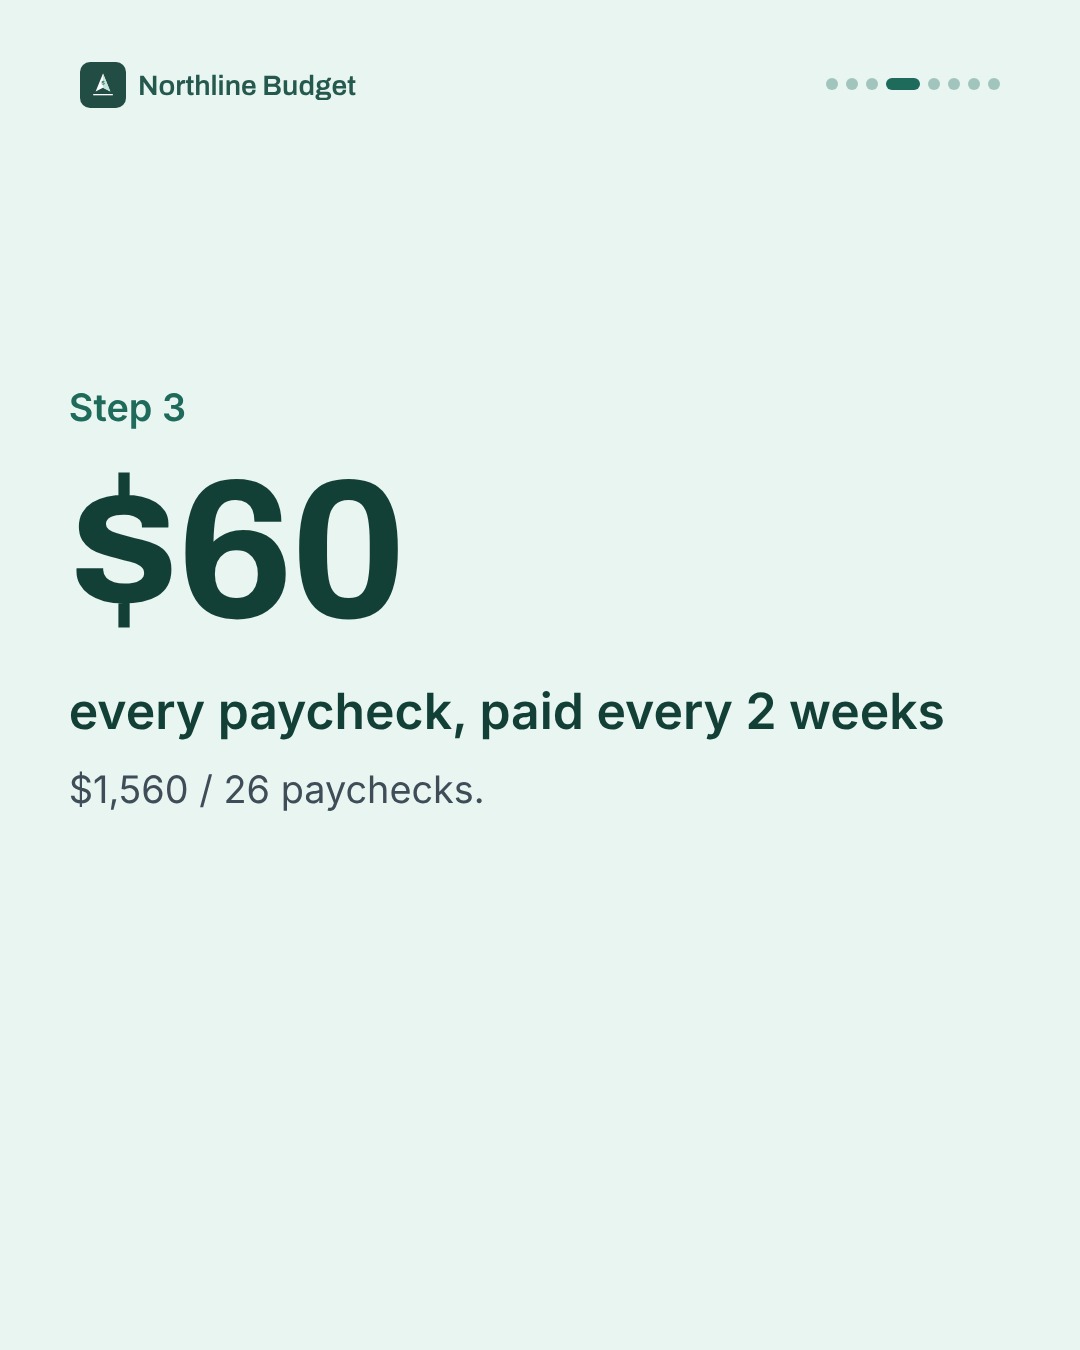 Northline Budget
Step 3
$60
every paycheck, paid every 2 weeks
$1,560 / 26 paychecks.